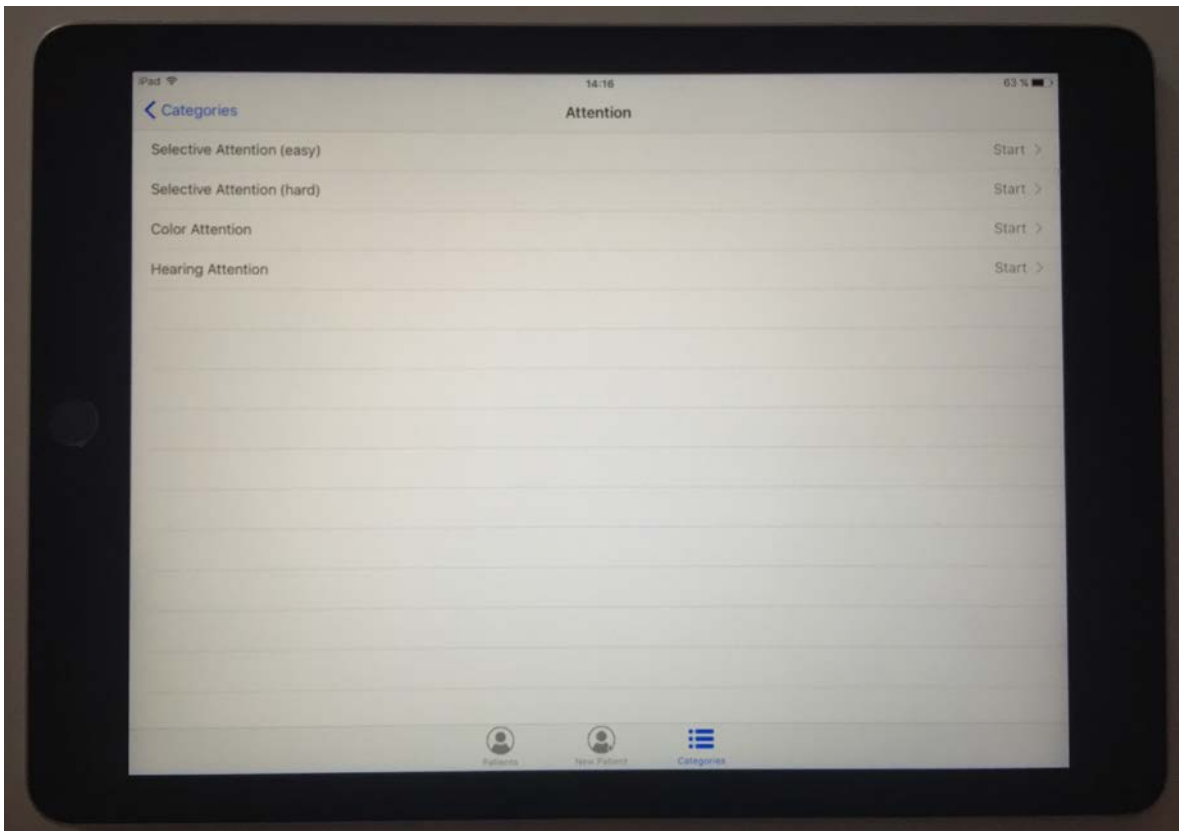 iPad 14:16 63 %
Categories Attention
Selective Attention (easy) Start
Selective Attention (hard) Start
Color Attention Start
Hearing Attention Start
Patients New Patient Categories